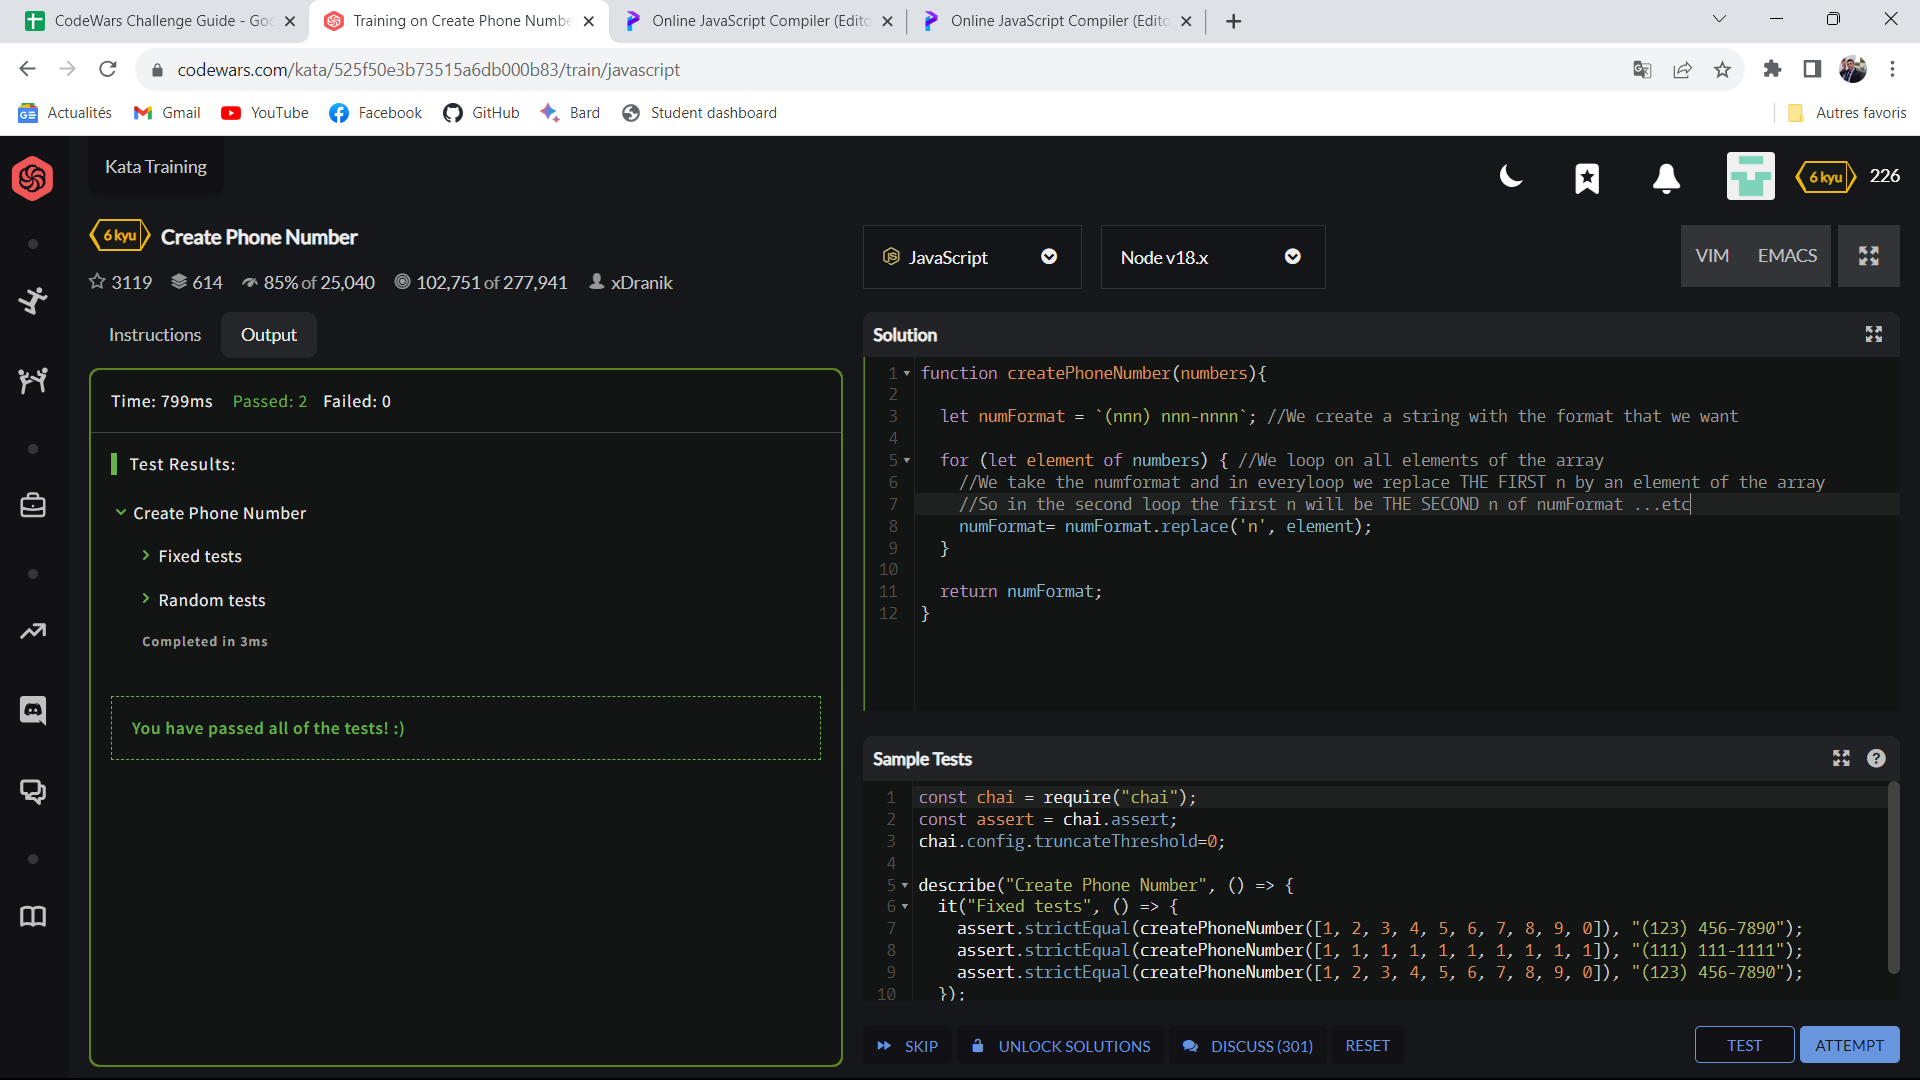 CodeWars Challenge Guide - Goo
Training on Create Phone Numbe
Online JavaScript Compiler (Edito
Online JavaScript Compiler (Edito
codewars.com/kata/525f50e3b73515a6db000b83/train/javascript
Actualités
Gmail
YouTube
Facebook
GitHub
Bard
Student dashboard
Autres favoris
Kata Training
6 kyu
226
6 kyu
Create Phone Number
3119
614
85% of 25,040
102,751 of 277,941
xDranik
JavaScript
Node v18.x
VIM
EMACS
Instructions
Output
Time: 799ms Passed: 2 Failed: 0
Test Results:
Create Phone Number
Fixed tests
Random tests
Completed in 3ms
You have passed all of the tests! :)
Solution
1 function createPhoneNumber(numbers){
2
3 let numFormat = `(nnn) nnn-nnnn`; //We create a string with the format that we want
4
5 for (let element of numbers) { //We loop on all elements of the array
6 //We take the numformat and in everyloop we replace THE FIRST n by an element of the array
7 //So in the second loop the first n will be THE SECOND n of numFormat ...etc
8 numFormat= numFormat.replace('n', element);
9 }
10
11 return numFormat;
12 }
Sample Tests
1 const chai = require("chai");
2 const assert = chai.assert;
3 chai.config.truncateThreshold=0;
4
5 describe("Create Phone Number", () => {
6 it("Fixed tests", () => {
7 assert.strictEqual(createPhoneNumber([1, 2, 3, 4, 5, 6, 7, 8, 9, 0]), "(123) 456-7890");
8 assert.strictEqual(createPhoneNumber([1, 1, 1, 1, 1, 1, 1, 1, 1, 1]), "(111) 111-1111");
9 assert.strictEqual(createPhoneNumber([1, 2, 3, 4, 5, 6, 7, 8, 9, 0]), "(123) 456-7890");
10 });
SKIP
UNLOCK SOLUTIONS
DISCUSS (301)
RESET
TEST
ATTEMPT